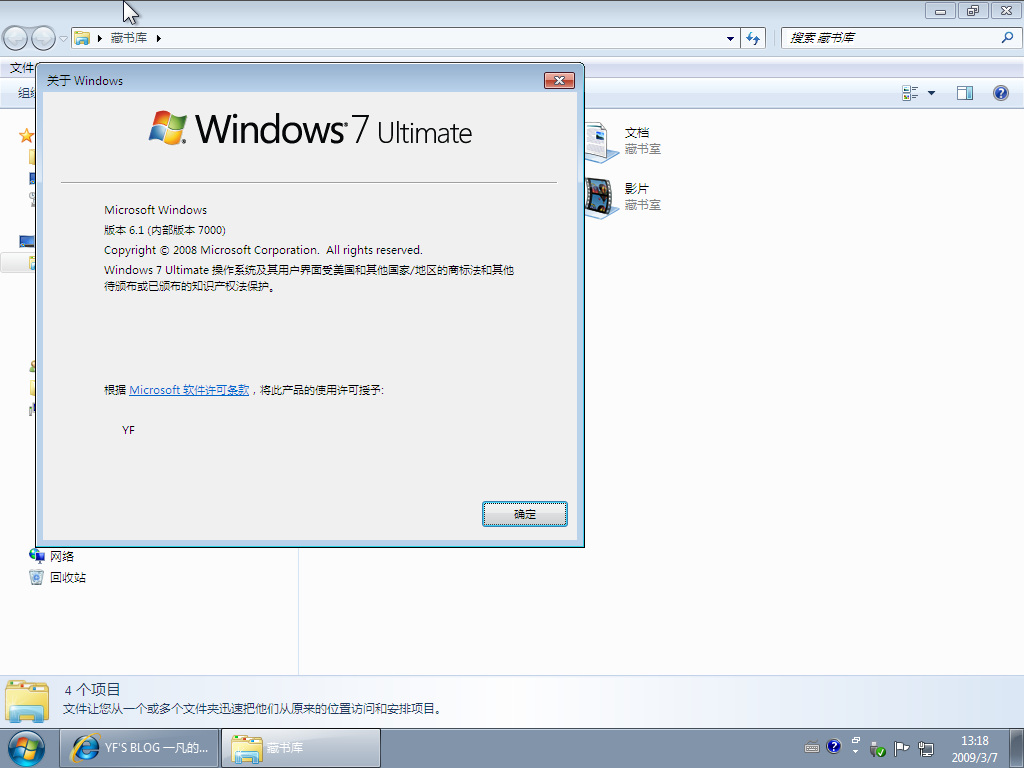 藏书库
搜索 藏书库
文件
组织
关于 Windows
Windows 7 Ultimate
文档
藏书室
影片
藏书室
Microsoft Windows
版本 6.1 (内部版本 7000)
Copyright © 2008 Microsoft Corporation. All rights reserved.
Windows 7 Ultimate 操作系统及其用户界面受美国和其他国家/地区的商标法和其他
待颁布或已颁布的知识产权法保护。
根据 Microsoft 软件许可条款，将此产品的使用许可授予:
YF
确定
网络
回收站
4 个项目
文件让您从一个或多个文件夹迅速把他们从原来的位置访问和安排项目。
YF'S BLOG 一凡的...
藏书库
13:18
2009/3/7